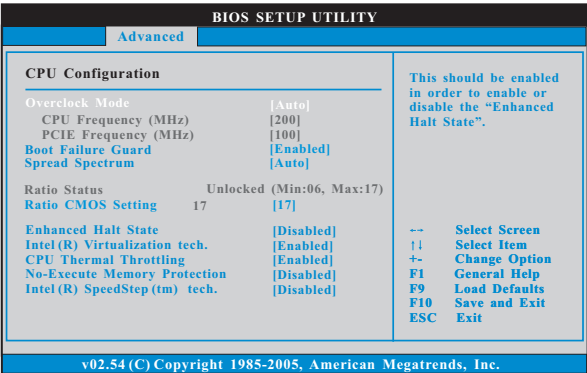 BIOS SETUP UTILITY
Advanced
CPU Configuration
Overclock Mode [Auto]
CPU Frequency (MHz) [200]
PCIE Frequency (MHz) [100]
Boot Failure Guard [Enabled]
Spread Spectrum [Auto]
Ratio Status Unlocked (Min:06, Max:17)
Ratio CMOS Setting 17 [17]
Enhanced Halt State [Disabled]
Intel (R) Virtualization tech. [Enabled]
CPU Thermal Throttling [Enabled]
No-Execute Memory Protection [Disabled]
Intel (R) SpeedStep (tm) tech. [Disabled]
This should be enabled
in order to enable or
disable the “Enhanced
Halt State”.
←→ Select Screen
↑↓ Select Item
+- Change Option
F1 General Help
F9 Load Defaults
F10 Save and Exit
ESC Exit
v02.54 (C) Copyright 1985-2005, American Megatrends, Inc.